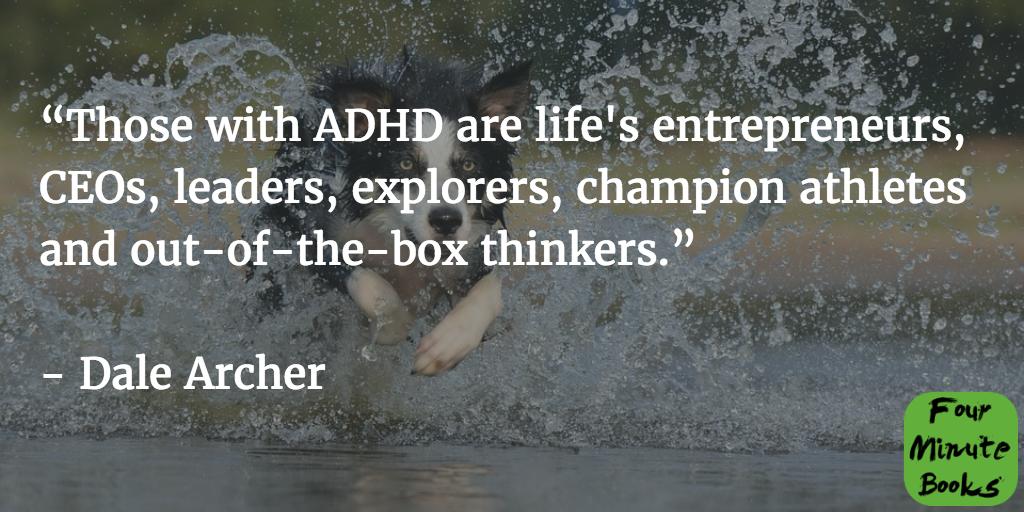 “Those with ADHD are life's entrepreneurs,
CEOs, leaders, explorers, champion athletes
and out-of-the-box thinkers.”
- Dale Archer
Four
Minute
Books